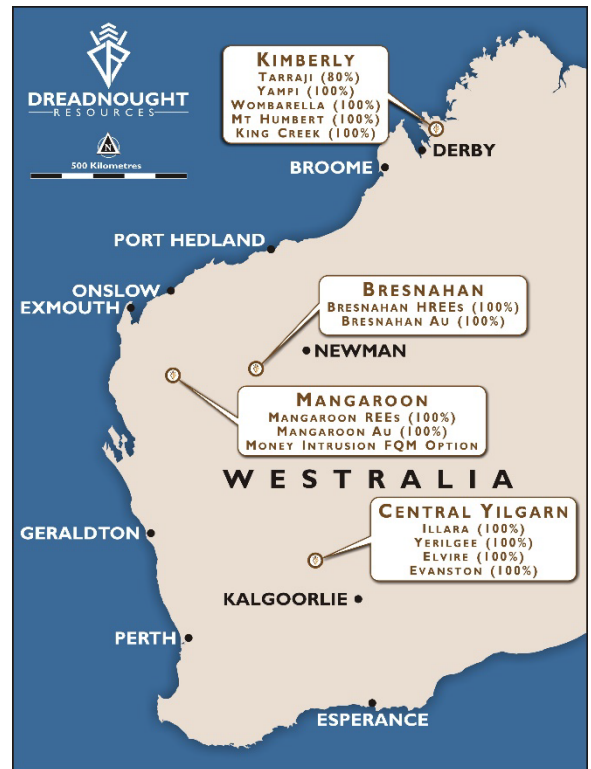 DREADNOUGHT
RESOURCES
N
500 Kilometres
KIMBERLY
TARRAJI (80%)
YAMPI (100%)
WOMBARELLA (100%)
MT HUMBERT (100%)
KING CREEK (100%)
DERBY
BROOME
PORT HEDLAND
ONSLOW
EXMOUTH
BRESNAHAN
BRESNAHAN HREES (100%)
BRESNAHAN AU (100%)
NEWMAN
MANGAROON
MANGAROON REES (100%)
MANGAROON AU (100%)
MONEY INTRUSION FQM OPTION
WESTRALIA
CENTRAL YILGARN
ILLARA (100%)
YERILGEE (100%)
ELVIRE (100%)
EVANSTON (100%)
GERALDTON
KALGOORLIE
PERTH
ESPERANCE